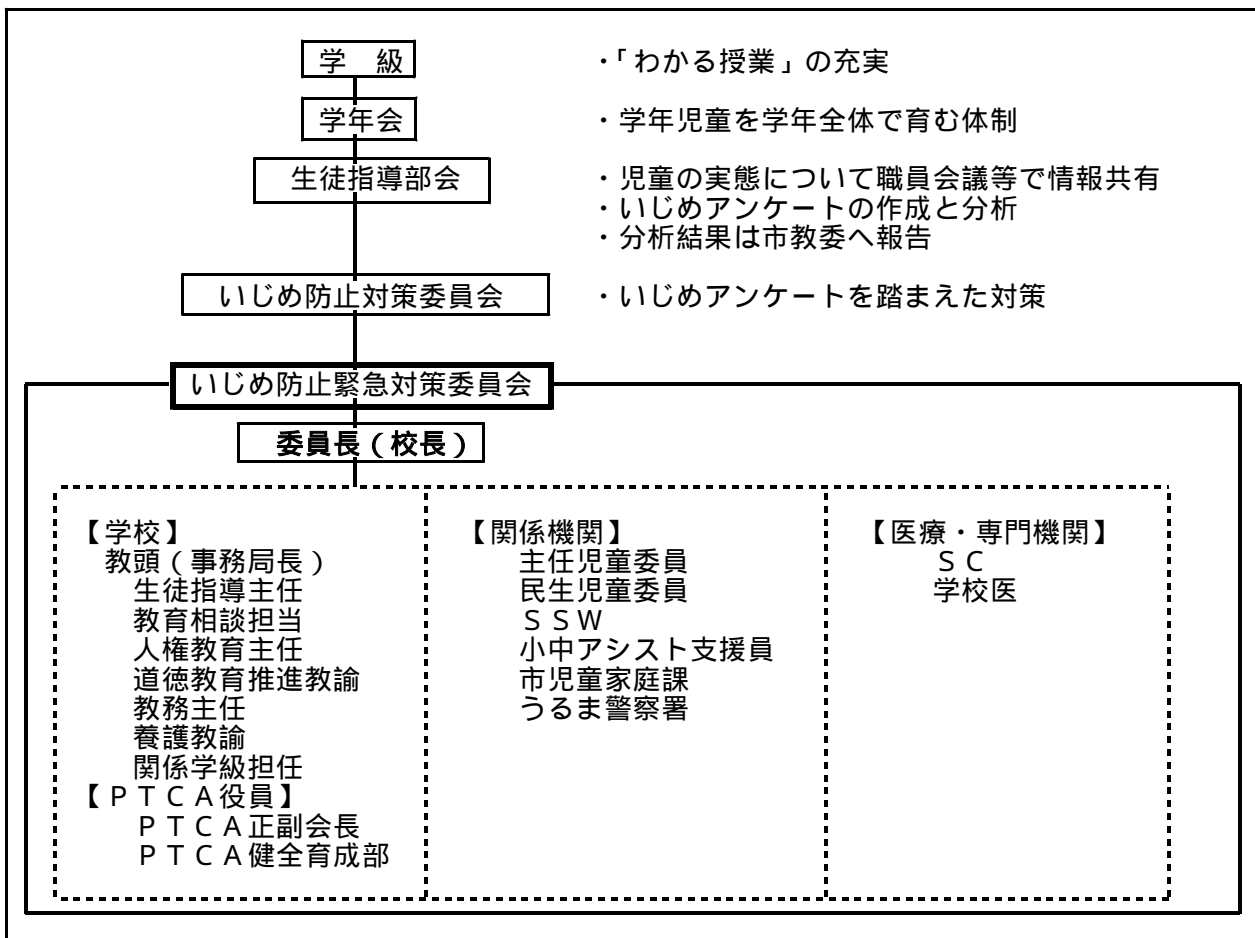 学　級
・「わかる授業」の充実
学年会
・学年児童を学年全体で育む体制
生徒指導部会
・児童の実態について職員会議等で情報共有
・いじめアンケートの作成と分析
・分析結果は市教委へ報告
いじめ防止対策委員会
・いじめアンケートを踏まえた対策
いじめ防止緊急対策委員会
委員長（校長）
【学校】
教頭（事務局長）
生徒指導主任
教育相談担当
人権教育主任
道徳教育推進教諭
教務主任
養護教諭
関係学級担任
【ＰＴＣＡ役員】
ＰＴＣＡ正副会長
ＰＴＣＡ健全育成部
【関係機関】
主任児童委員
民生児童委員
ＳＳＷ
小中アシスト支援員
市児童家庭課
うるま警察署
【医療・専門機関】
ＳＣ
学校医